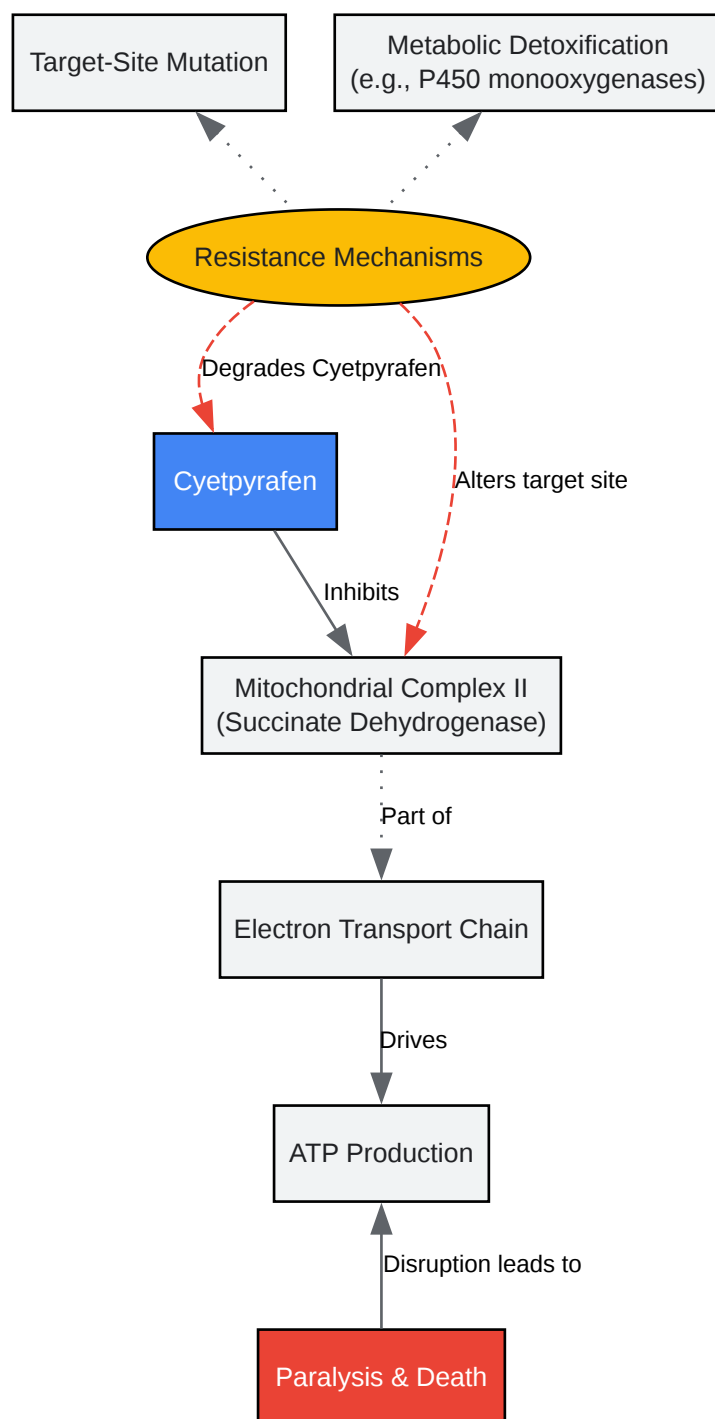 Target-Site Mutation
Metabolic Detoxification
(e.g., P450 monooxygenases)
Resistance Mechanisms
Degrades Cyetpyrafen
Cyetpyrafen
Alters target site
Inhibits
Mitochondrial Complex II
(Succinate Dehydrogenase)
Part of
Electron Transport Chain
Drives
ATP Production
Disruption leads to
Paralysis & Death